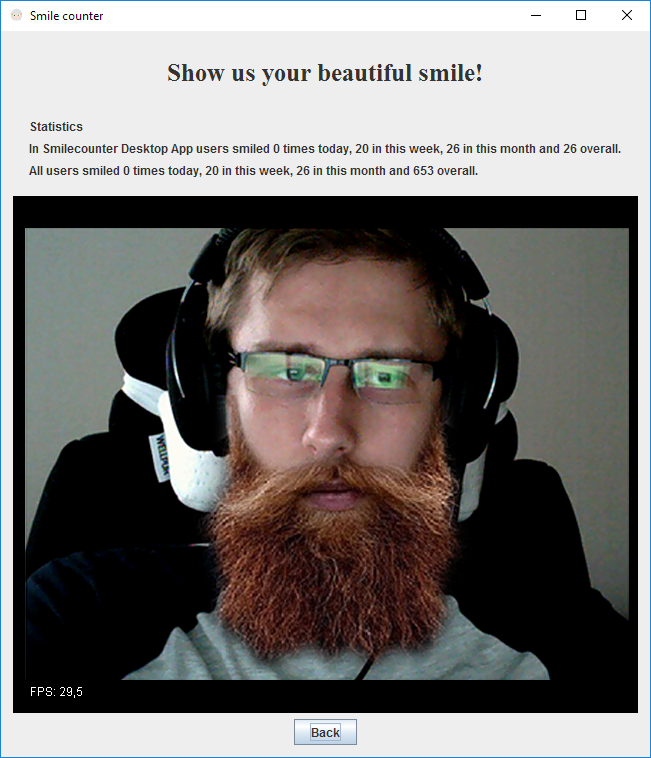 Smile counter
Show us your beautiful smile!
Statistics
In Smilecounter Desktop App users smiled 0 times today, 20 in this week, 26 in this month and 26 overall.
All users smiled 0 times today, 20 in this week, 26 in this month and 653 overall.
FPS: 29,5
Back